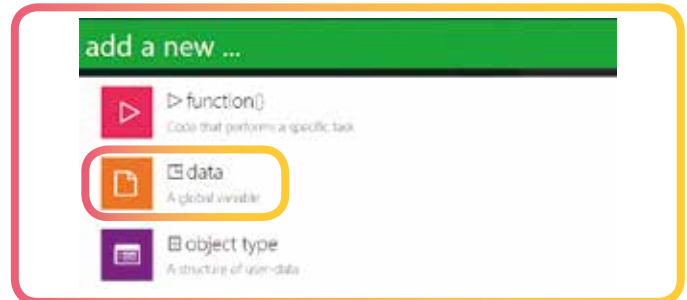 add a new ...
function()
Code that performs a specific task
data
A global variable
object type
A structure of user-data